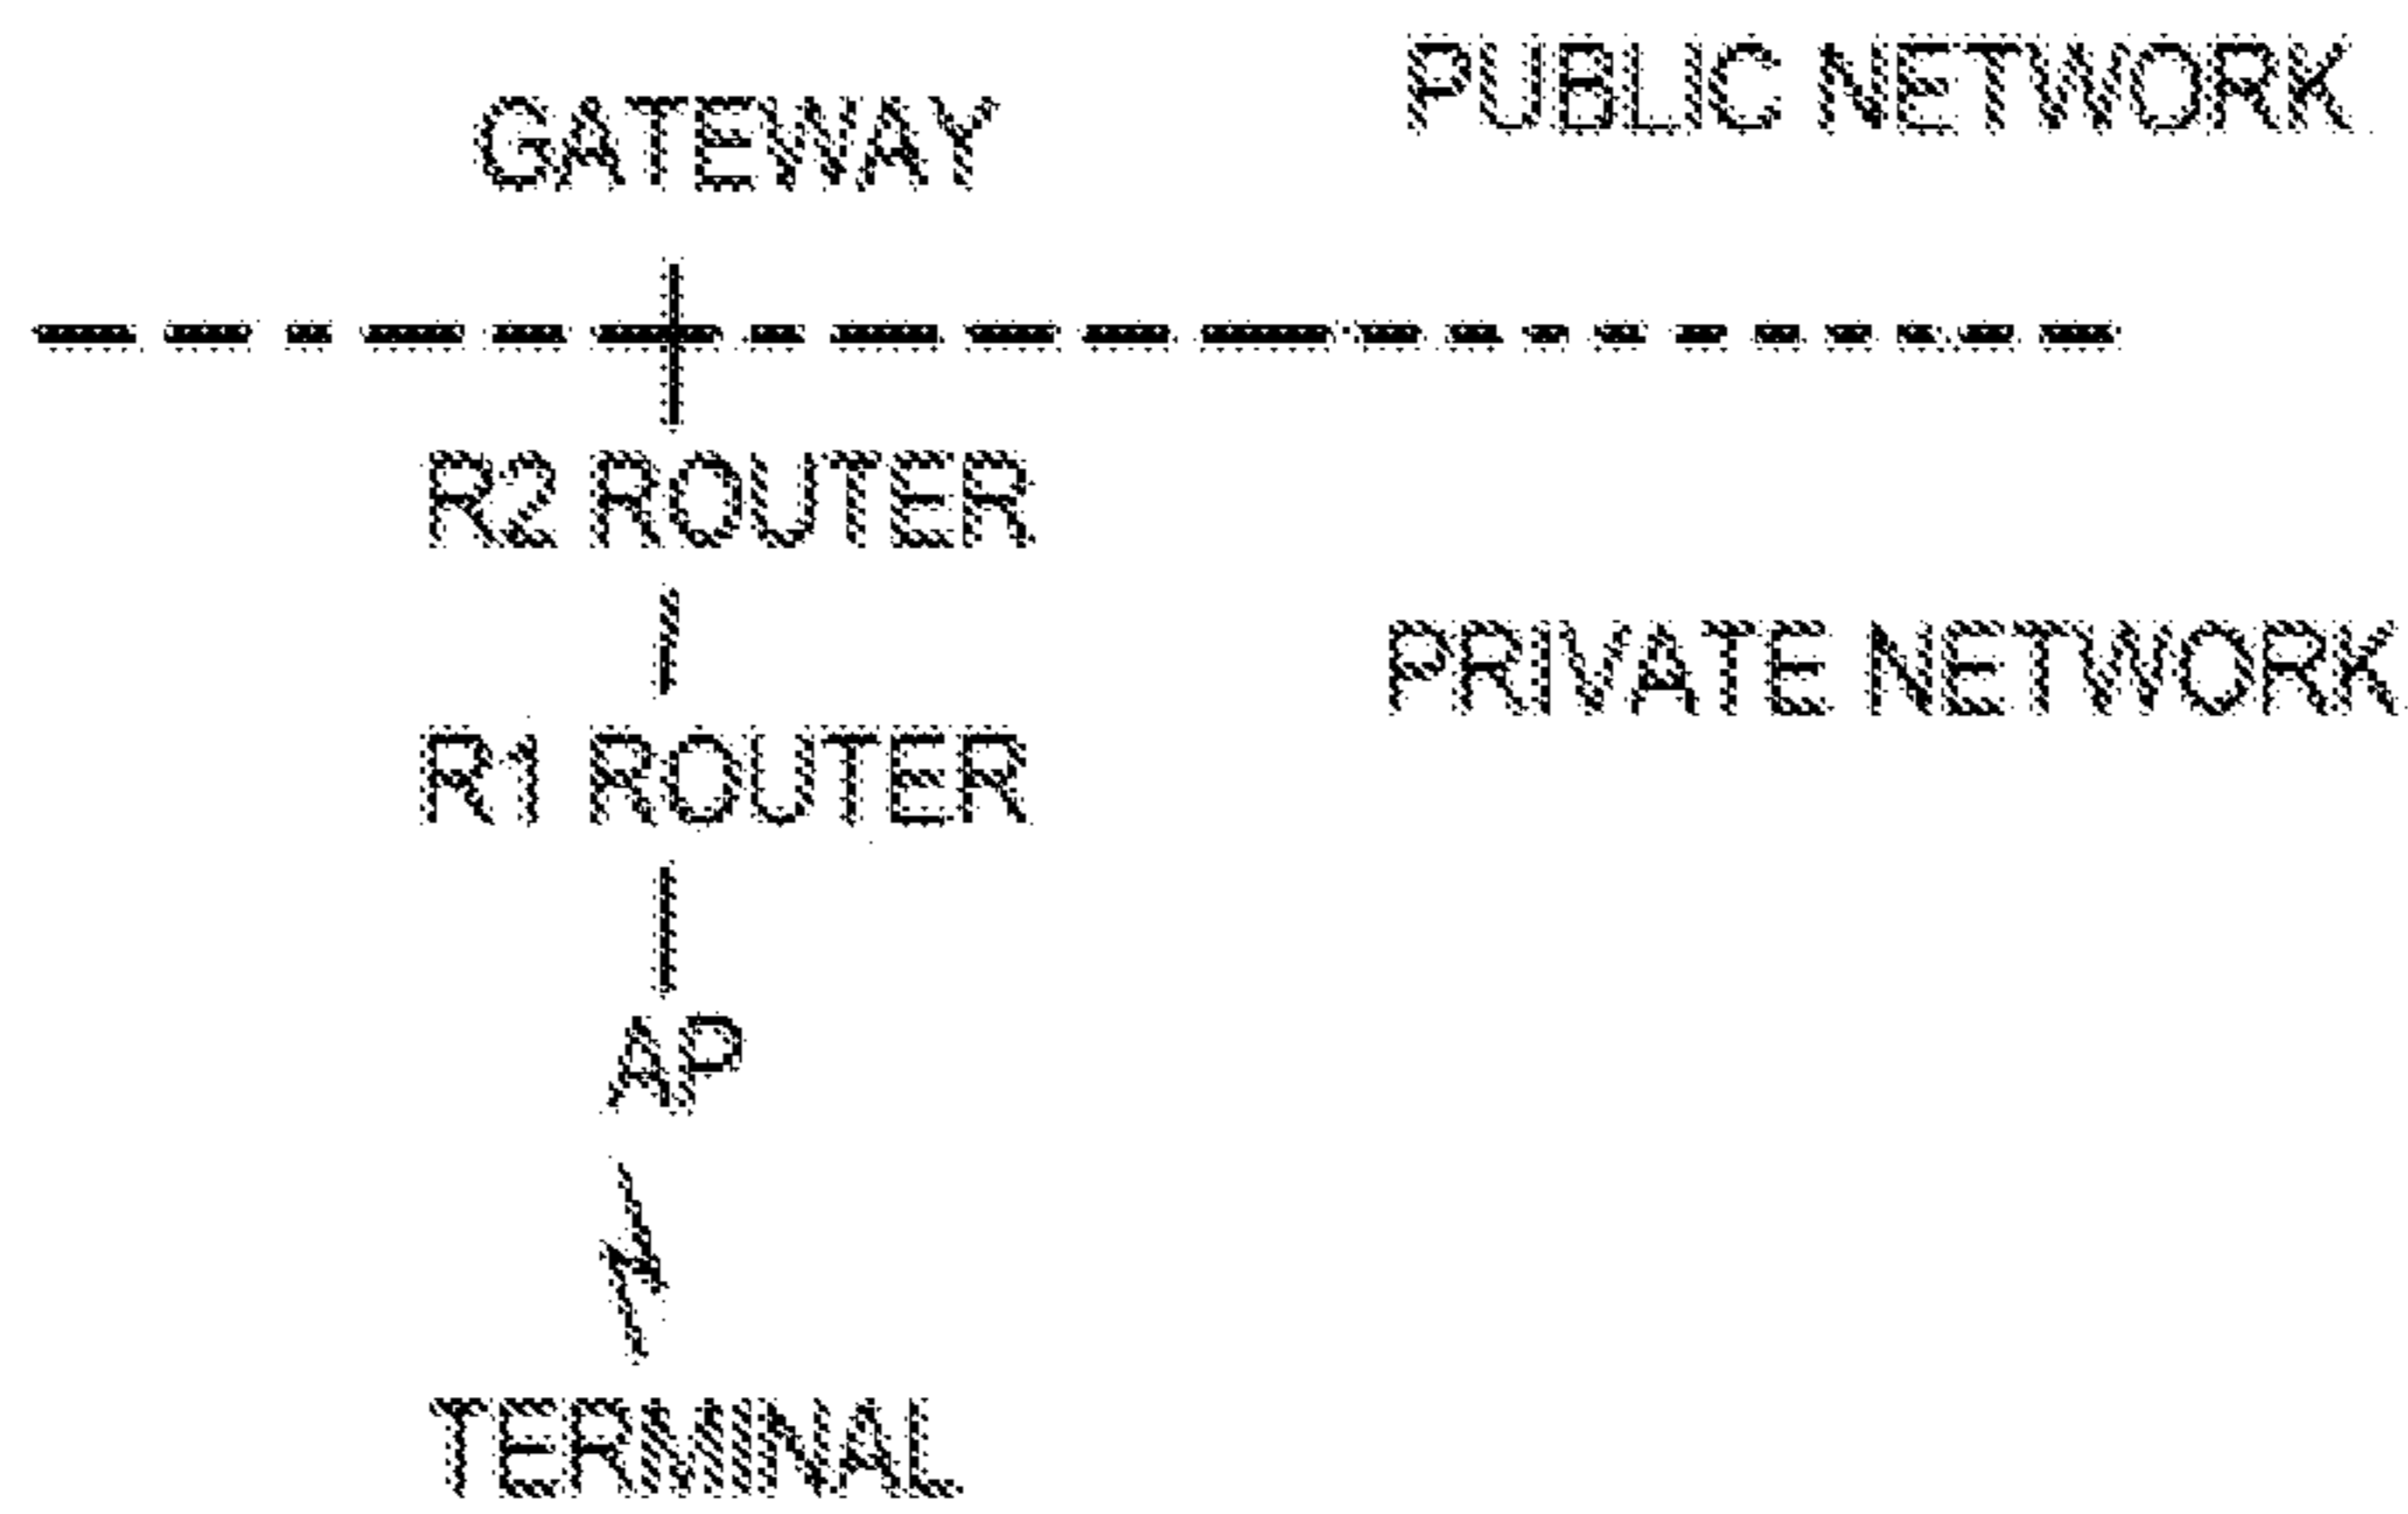 GATEWAY
PUBLIC NETWORK
R2 ROUTER
PRIVATE NETWORK
R1 ROUTER
AP
TERMINAL